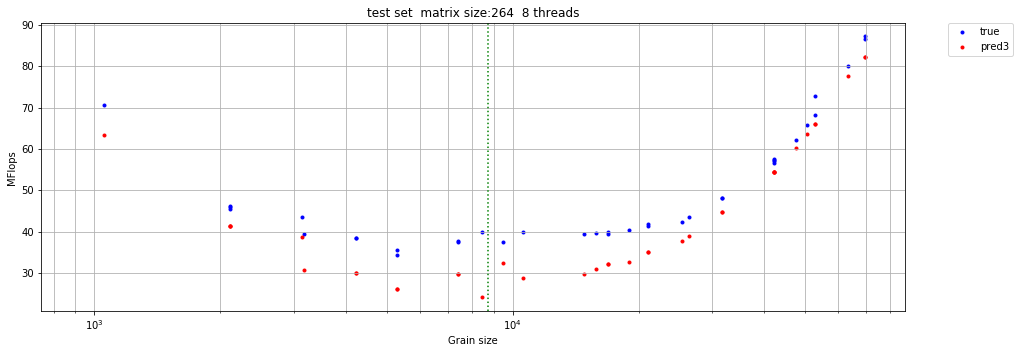 test set  matrix size:264  8 threads
true
pred3
MFlops
90
80
70
60
50
40
30
10³
10⁴
Grain size